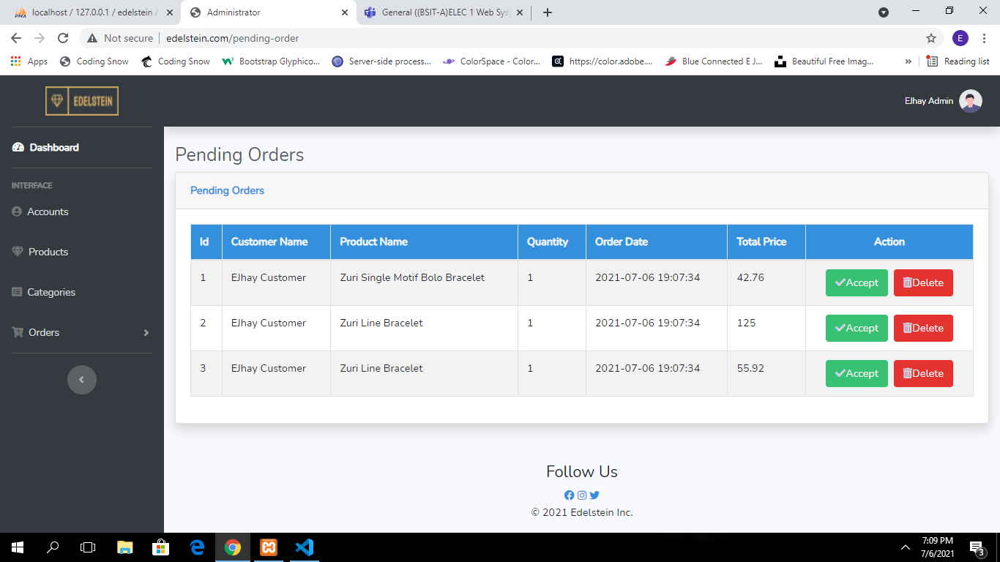 localhost / 127.0.0.1 / edelstein /
Administrator
General ((BSIT-A)ELEC 1 Web Sys
Not secure | edelstein.com/pending-order
E
Apps
Coding Snow
Coding Snow
Bootstrap Glyphico...
Server-side process...
ColorSpace - Color...
https://color.adobe....
Blue Connected E J...
Beautiful Free Imag...
»
Reading list
EDELSTEIN
EJhay Admin
Dashboard
INTERFACE
Accounts
Products
Categories
Orders
Pending Orders
Pending Orders
Id Customer Name Product Name Quantity Order Date Total Price Action
1 EJhay Customer Zuri Single Motif Bolo Bracelet 1 2021-07-06 19:07:34 42.76 Accept Delete
2 EJhay Customer Zuri Line Bracelet 1 2021-07-06 19:07:34 125 Accept Delete
3 EJhay Customer Zuri Line Bracelet 1 2021-07-06 19:07:34 55.92 Accept Delete
Follow Us
© 2021 Edelstein Inc.
7:09 PM
7/6/2021
3